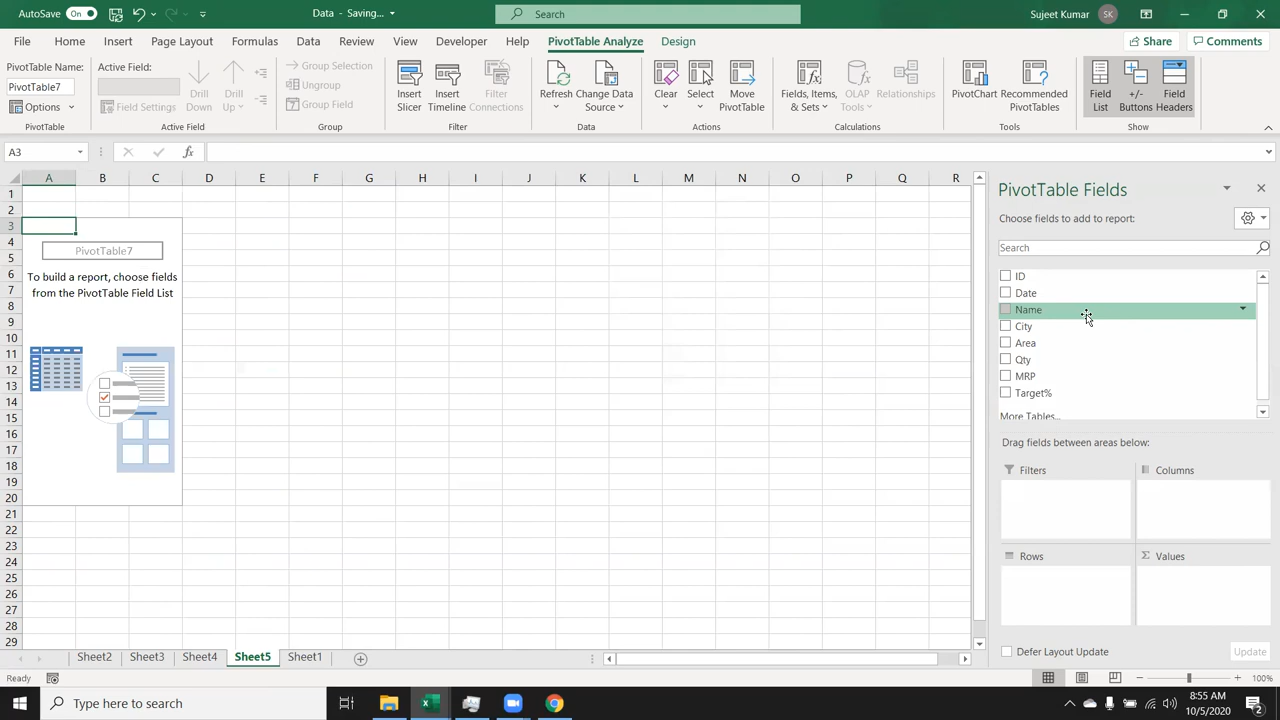 AutoSave On Data - Saving... Search Sujeet Kumar SK
File Home Insert Page Layout Formulas Data Review View Developer Help PivotTable Analyze Design Share Comments
PivotTable Name:
PivotTable7
Options
PivotTable
Active Field:
Field Settings
Drill Down
Drill Up
Active Field
Group Selection
Ungroup
Group Field
Group
Insert Slicer
Insert Timeline
Filter Connections
Filter
Refresh
Change Data Source
Data
Clear
Select
Move PivotTable
Actions
Fields, Items, & Sets
OLAP Tools
Relationships
Calculations
PivotChart
Recommended PivotTables
Tools
Field List
+/- Buttons
Field Headers
Show
A3 fx
A B C D E F G H I J K L M N O P Q R
1
2
3
4
5
6
7
8
9
10
11
12
13
14
15
16
17
18
19
20
21
22
23
24
25
26
27
28
29
PivotTable7
To build a report, choose fields
from the PivotTable Field List
PivotTable Fields
Choose fields to add to report:
Search
ID
Date
Name
City
Area
Qty
MRP
Target%
More Tables...
Drag fields between areas below:
Filters Columns
Rows Σ Values
Defer Layout Update Update
Sheet2 Sheet3 Sheet4 Sheet5 Sheet1
Ready 100%
Type here to search
8:55 AM
10/5/2020
2